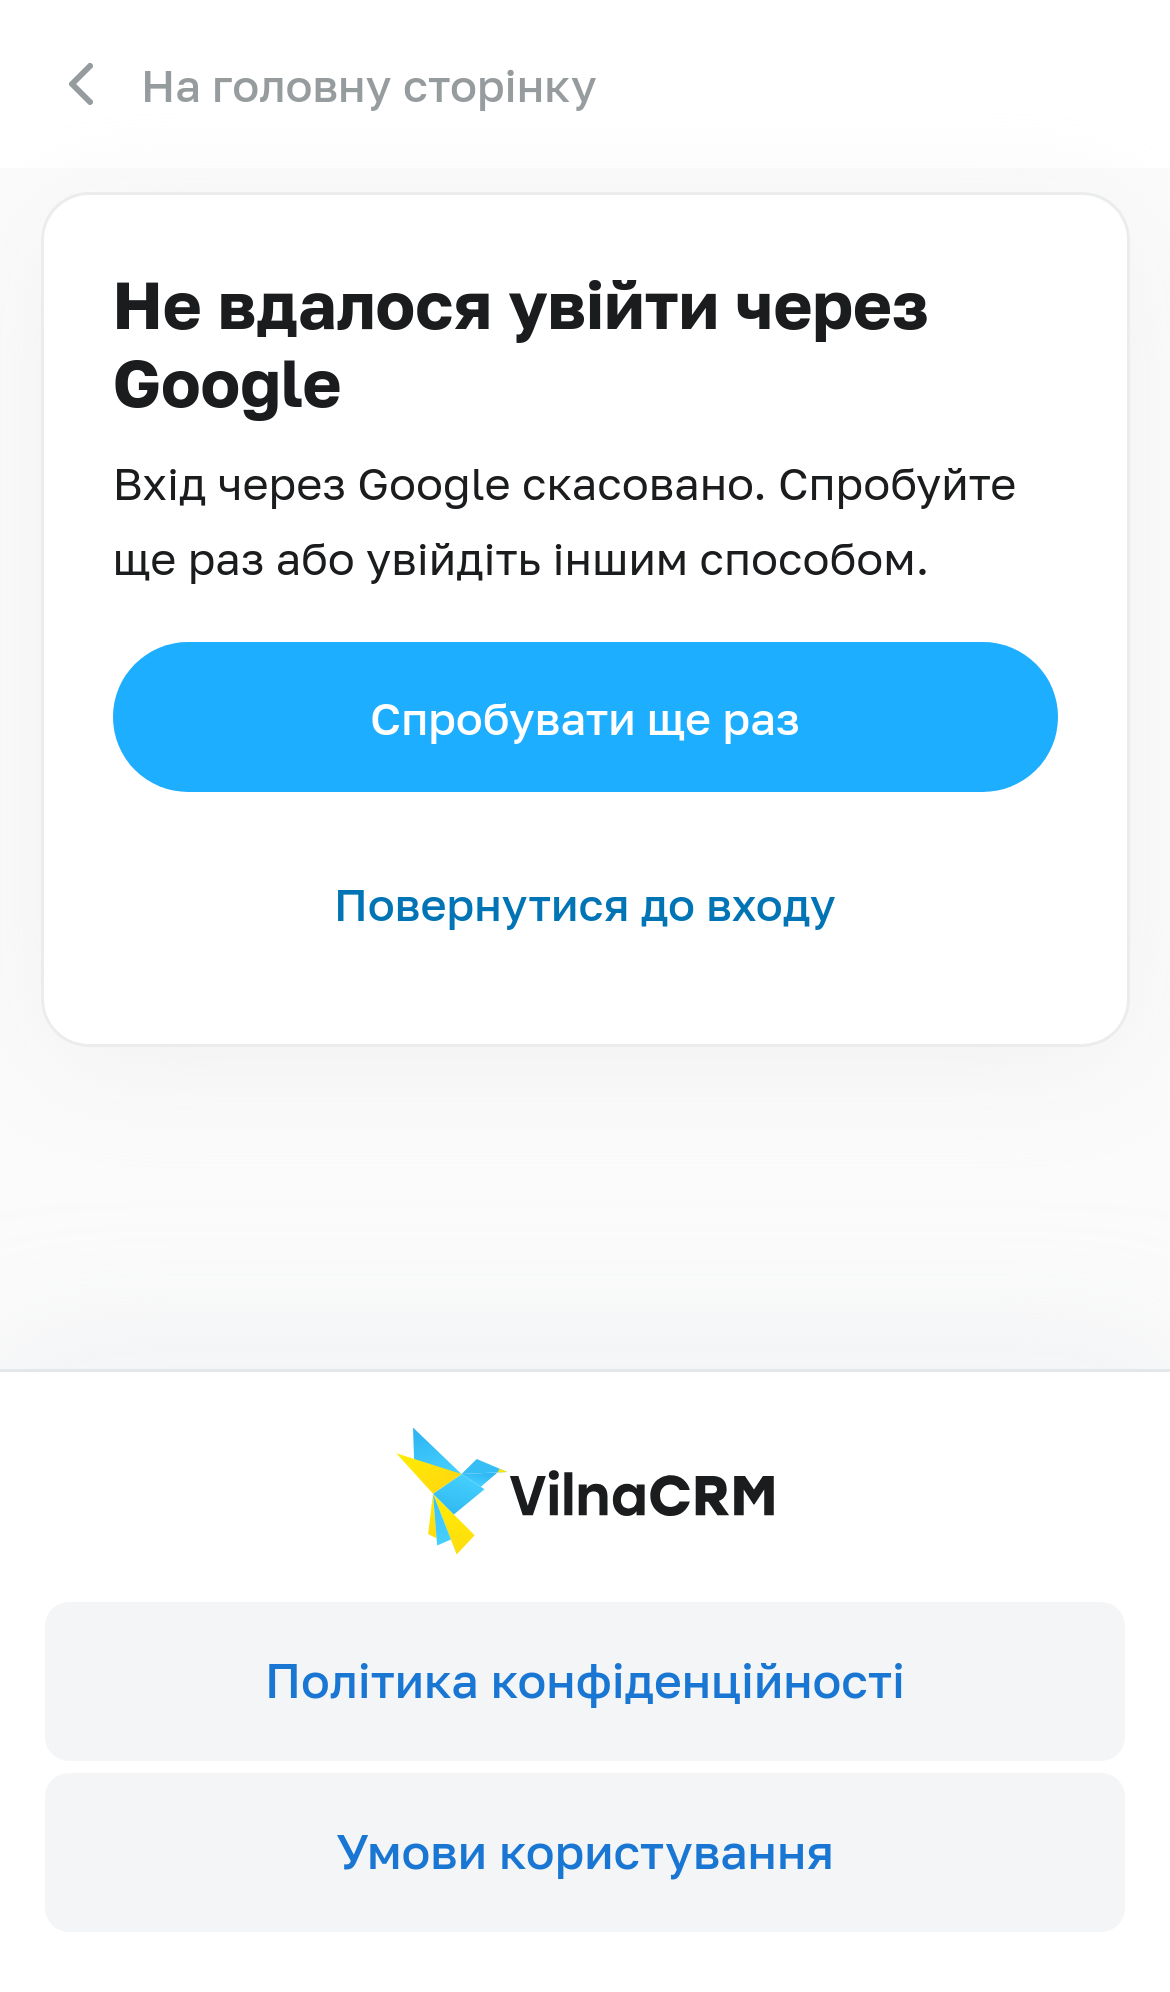 На головну сторінку
Не вдалося увійти через
Google
Вхід через Google скасовано. Спробуйте
ще раз або увійдіть іншим способом.
Спробувати ще раз
Повернутися до входу
VilnaCRM
Політика конфіденційності
Умови користування